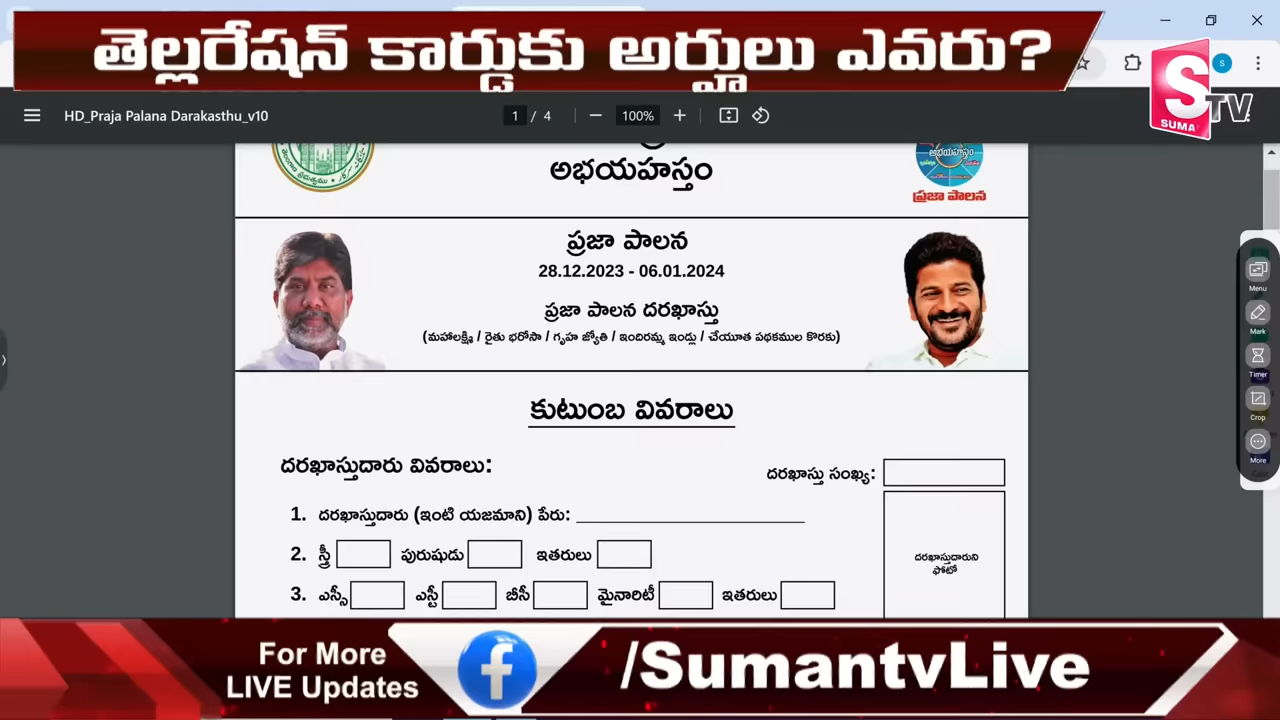 తెల్లరేషన్ కార్డుకు అర్హులు ఎవరు?
S
SUMA
TV
HD_Praja Palana Darakasthu_v10
1 / 4
100%
అభయహస్తం
అభయహస్తం
ప్రజా పాలన
ప్రజా పాలన
28.12.2023 - 06.01.2024
ప్రజా పాలన దరఖాస్తు
(మహాలక్ష్మి / రైతు భరోసా / గృహ జ్యోతి / ఇందిరమ్మ ఇండ్లు / చేయూత పథకముల కొరకు)
కుటుంబ వివరాలు
దరఖాస్తుదారు వివరాలు:
దరఖాస్తు సంఖ్య:
1. దరఖాస్తుదారు (ఇంటి యజమాని) పేరు:
2. స్త్రీ పురుషుడు ఇతరులు
దరఖాస్తుదారుని
ఫోటో
3. ఎస్సీ ఎస్టీ బీసీ మైనారిటీ ఇతరులు
Menu
Mark
Timer
Crop
More
For More
LIVE Updates
f
/SumantvLive